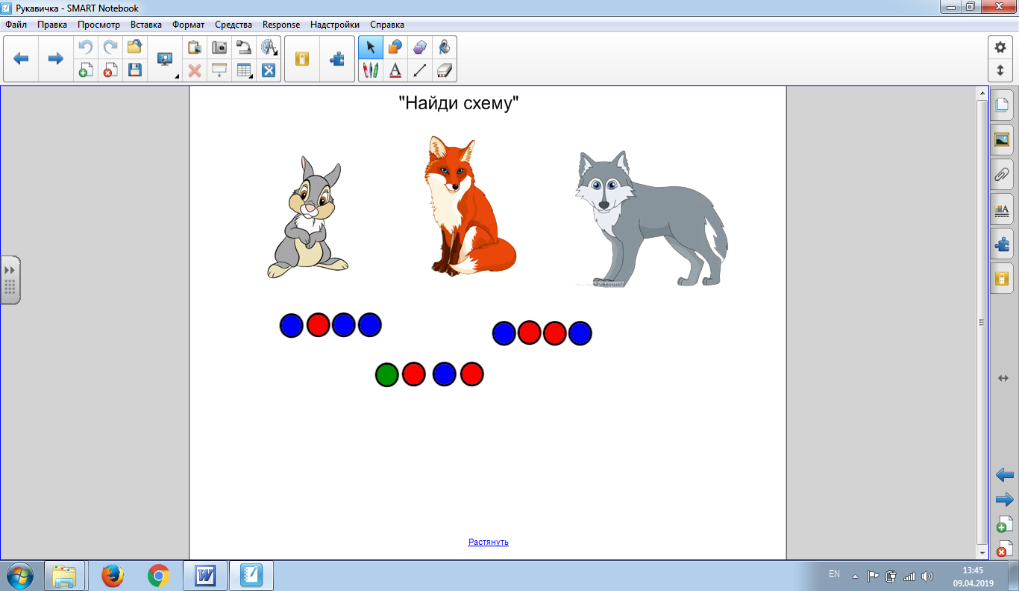 Рукавичка - SMART Notebook
Файл Правка Просмотр Вставка Формат Средства Response Надстройки Справка
"Найди схему"
Растянуть
EN
13:45
09.04.2019